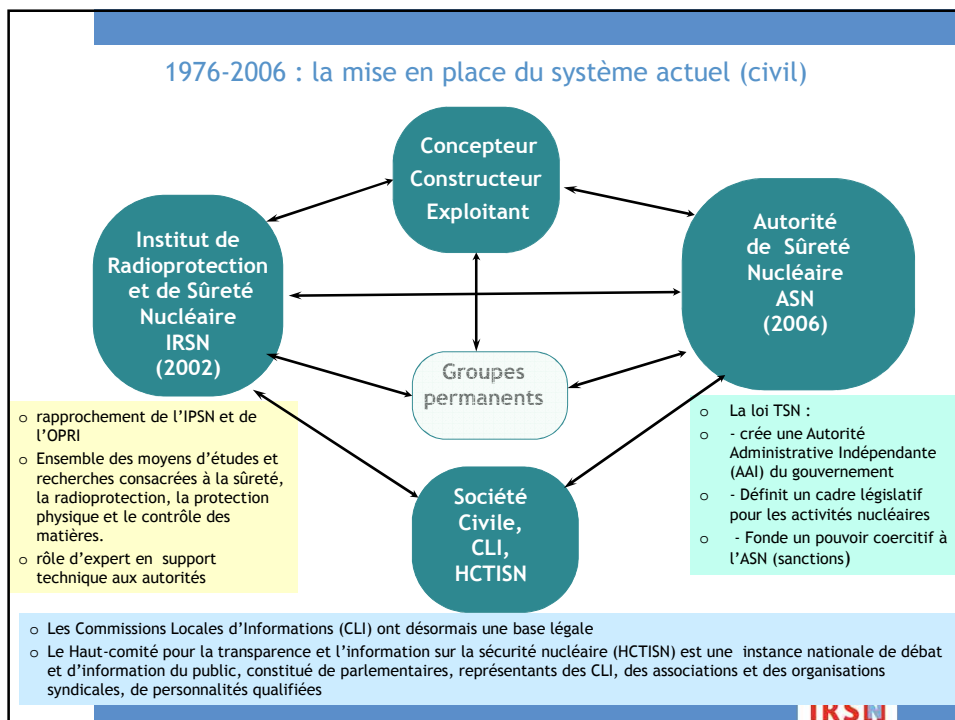 1976-2006 : la mise en place du système actuel (civil)
Concepteur
Constructeur
Exploitant
Institut de
Radioprotection
et de Sûreté
Nucléaire
IRSN
(2002)
Autorité
de Sûreté
Nucléaire
ASN
(2006)
Groupes
permanents
o rapprochement de l’IPSN et de
l’OPRI
o Ensemble des moyens d’études et
recherches consacrées à la sûreté,
la radioprotection, la protection
physique et le contrôle des
matières.
o rôle d’expert en support
technique aux autorités
Société
Civile,
CLI,
HCTISN
o La loi TSN :
o - crée une Autorité
Administrative Indépendante
(AAI) du gouvernement
o - Définit un cadre législatif
pour les activités nucléaires
o - Fonde un pouvoir coercitif à
l’ASN (sanctions)
o Les Commissions Locales d’Informations (CLI) ont désormais une base légale
o Le Haut-comité pour la transparence et l’information sur la sécurité nucléaire (HCTISN) est une instance nationale de débat
et d’information du public, constitué de parlementaires, représentants des CLI, des associations et des organisations
syndicales, de personnalités qualifiées
IRSN